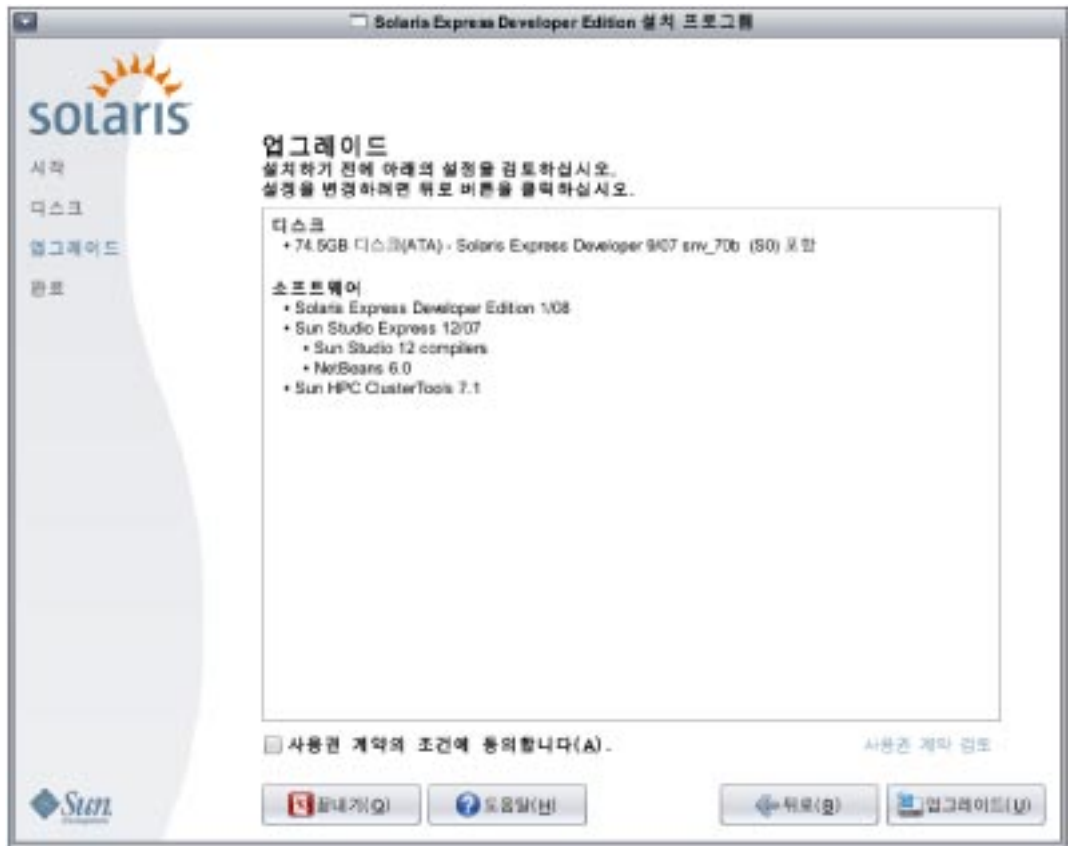 Solaris Express Developer Edition 설치 프로그램
solaris
시작
디스크
업그레이드
완료
업그레이드
설치하기 전에 아래의 설정을 검토하십시오.
설정을 변경하려면 뒤로 버튼을 클릭하십시오.
디스크
• 74.5GB 디스크(ATA) - Solaris Express Developer 9/07 snv_70b (S0) 포함
소프트웨어
• Solaris Express Developer Edition 1/08
• Sun Studio Express 12/07
• Sun Studio 12 compilers
• NetBeans 6.0
• Sun HPC ClusterTools 7.1
사용권 계약의 조건에 동의합니다(A).
사용권 계약 검토
Sun
끝내기(Q)
도움말(H)
뒤로(B)
업그레이드(U)